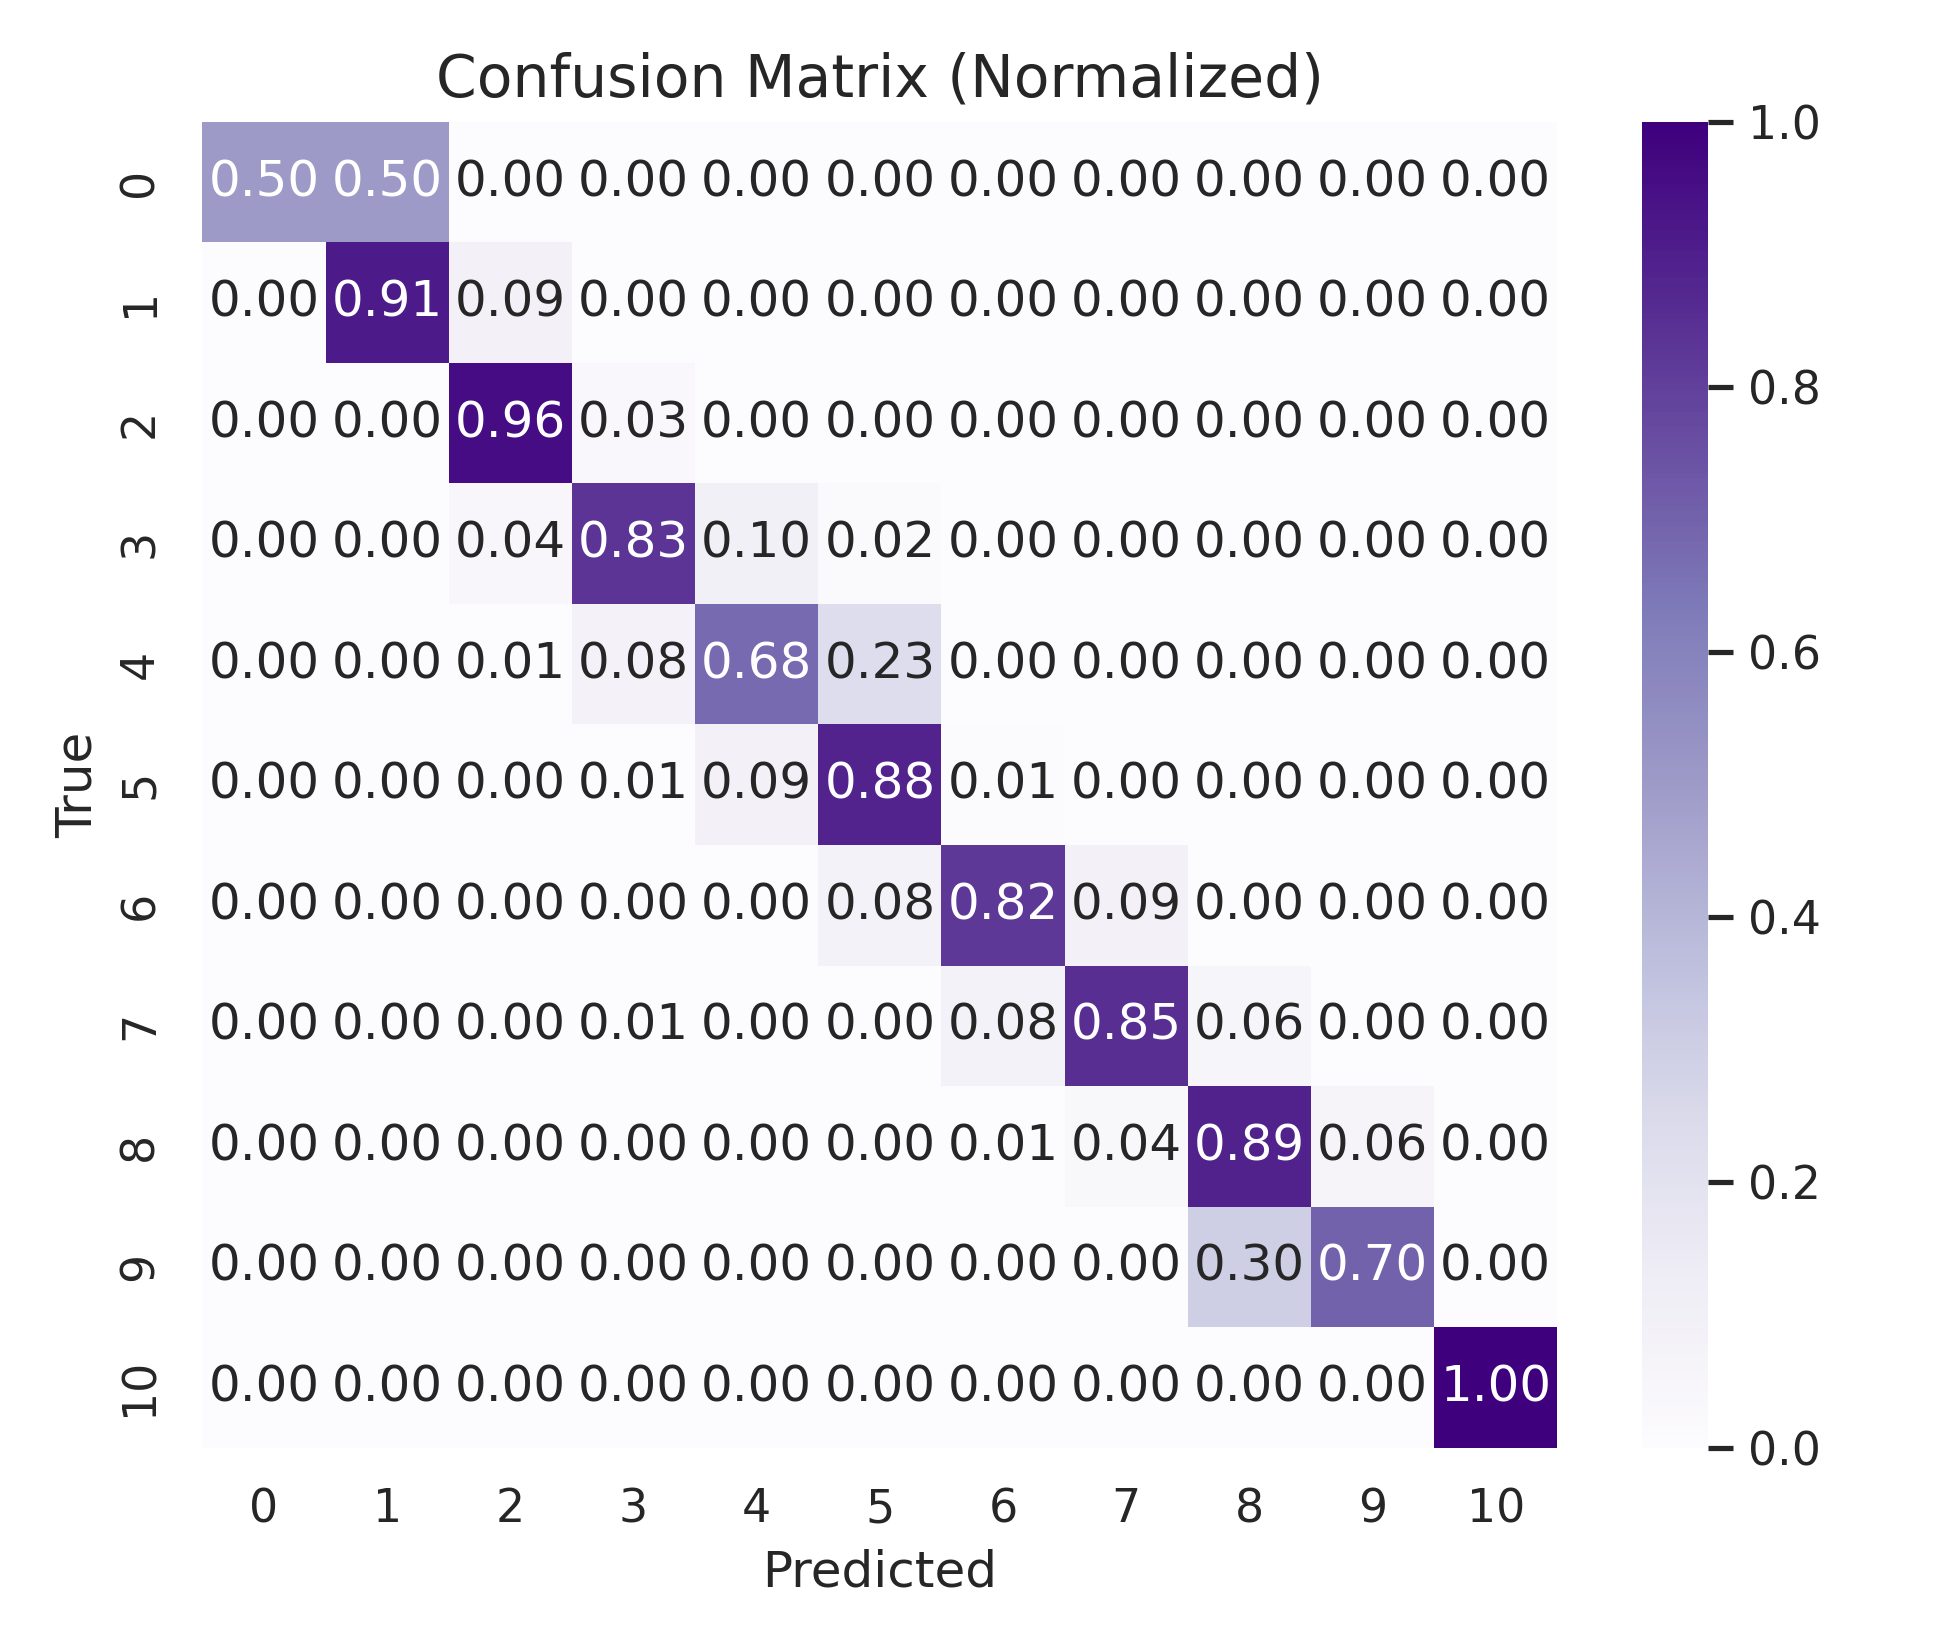 Confusion Matrix (Normalized)
0 0.50 0.50 0.00 0.00 0.00 0.00 0.00 0.00 0.00 0.00 0.00
1 0.00 0.91 0.09 0.00 0.00 0.00 0.00 0.00 0.00 0.00 0.00
2 0.00 0.00 0.96 0.03 0.00 0.00 0.00 0.00 0.00 0.00 0.00
3 0.00 0.00 0.04 0.83 0.10 0.02 0.00 0.00 0.00 0.00 0.00
4 0.00 0.00 0.01 0.08 0.68 0.23 0.00 0.00 0.00 0.00 0.00
5 0.00 0.00 0.00 0.01 0.09 0.88 0.01 0.00 0.00 0.00 0.00
6 0.00 0.00 0.00 0.00 0.00 0.08 0.82 0.09 0.00 0.00 0.00
7 0.00 0.00 0.00 0.01 0.00 0.00 0.08 0.85 0.06 0.00 0.00
8 0.00 0.00 0.00 0.00 0.00 0.00 0.01 0.04 0.89 0.06 0.00
9 0.00 0.00 0.00 0.00 0.00 0.00 0.00 0.00 0.30 0.70 0.00
10 0.00 0.00 0.00 0.00 0.00 0.00 0.00 0.00 0.00 0.00 1.00
0 1 2 3 4 5 6 7 8 9 10
Predicted
True
1.0
0.8
0.6
0.4
0.2
0.0